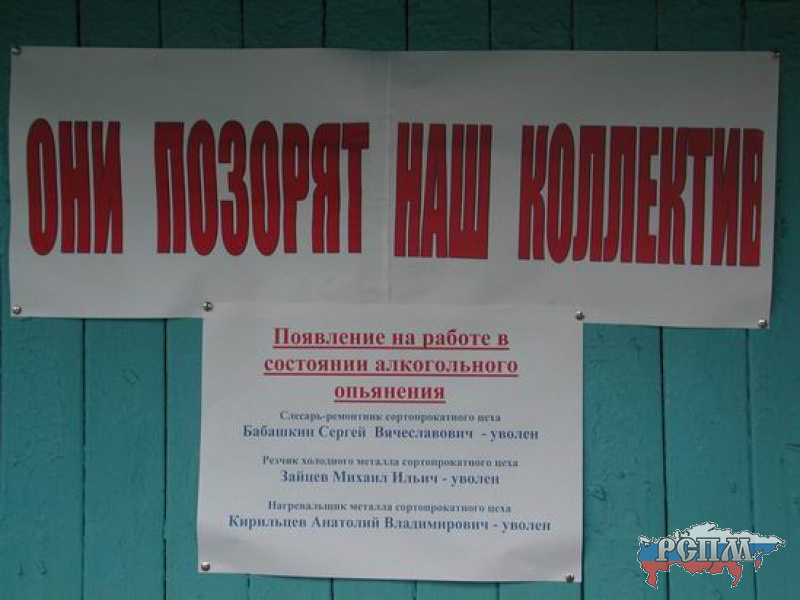 ОНИ ПОЗОРЯТ НАШ КОЛЛЕКТИВ
Появление на работе в
состоянии алкогольного
опьянения
Слесарь-ремонтник сортопрокатного цеха
Бабашкин Сергей Вячеславович - уволен
Резчик холодного металла сортопрокатного цеха
Зайцев Михаил Ильич - уволен
Нагревальщик металла сортопрокатного цеха
Кирильцев Анатолий Владимирович - уволен
РСПМ